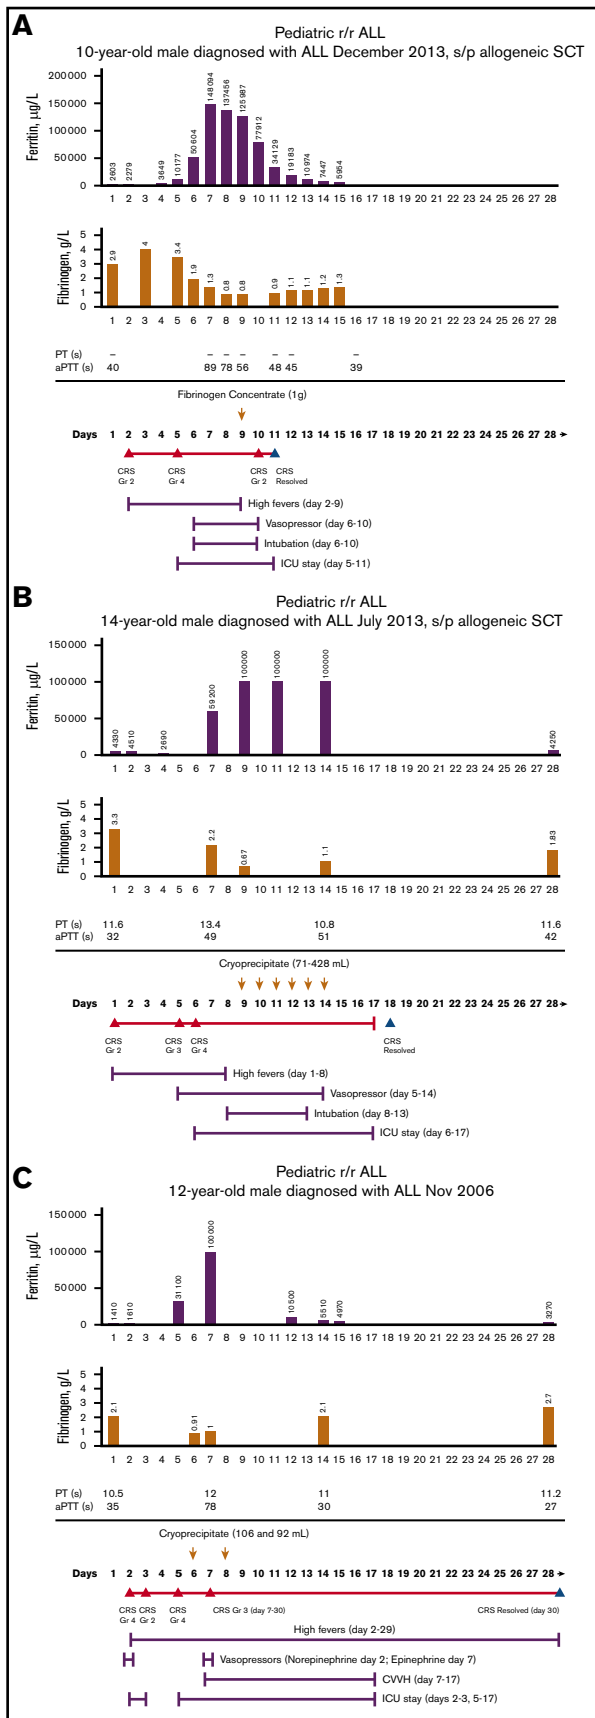 A
Pediatric r/r ALL
10-year-old male diagnosed with ALL December 2013, s/p allogeneic SCT
Ferritin, µg/L
200000
150000
100000
50000
0
2603 2279 3649 10177 50604 148094 137456 125987 77912 34129 19183 10974 7447 5954
1 2 3 4 5 6 7 8 9 10 11 12 13 14 15 16 17 18 19 20 21 22 23 24 25 26 27 28
Fibrinogen, g/L
5
4
3
2
1
0
2.9 4 3.4 1.9 1.3 0.8 0.8 0.9 1.1 1.1 1.2 1.3
1 2 3 4 5 6 7 8 9 10 11 12 13 14 15 16 17 18 19 20 21 22 23 24 25 26 27 28
PT (s) – – – – – – –
aPTT (s) 40 89 78 56 48 45 39
Fibrinogen Concentrate (1g)
Days 1 2 3 4 5 6 7 8 9 10 11 12 13 14 15 16 17 18 19 20 21 22 23 24 25 26 27 28
CRS CRS CRS CRS
Gr 2 Gr 4 Gr 2 Resolved
High fevers (day 2-9)
Vasopressor (day 6-10)
Intubation (day 6-10)
ICU stay (day 5-11)
B
Pediatric r/r ALL
14-year-old male diagnosed with ALL July 2013, s/p allogeneic SCT
Ferritin, µg/L
150000
100000
50000
0
4330 4510 2690 59200 100000 100000 100000 4250
1 2 3 4 5 6 7 8 9 10 11 12 13 14 15 16 17 18 19 20 21 22 23 24 25 26 27 28
Fibrinogen, g/L
5
4
3
2
1
0
3.3 2.2 0.67 1.1 1.83
1 2 3 4 5 6 7 8 9 10 11 12 13 14 15 16 17 18 19 20 21 22 23 24 25 26 27 28
PT (s) 11.6 13.4 10.8 11.6
aPTT (s) 32 49 51 42
Cryoprecipitate (71-428 mL)
Days 1 2 3 4 5 6 7 8 9 10 11 12 13 14 15 16 17 18 19 20 21 22 23 24 25 26 27 28
CRS CRS CRS CRS
Gr 2 Gr 3 Gr 4 Resolved
High fevers (day 1-8)
Vasopressor (day 5-14)
Intubation (day 8-13)
ICU stay (day 6-17)
C
Pediatric r/r ALL
12-year-old male diagnosed with ALL Nov 2006
Ferritin, µg/L
150000
100000
50000
0
1410 1610 31100 100000 10500 5510 4970 3270
1 2 3 4 5 6 7 8 9 10 11 12 13 14 15 16 17 18 19 20 21 22 23 24 25 26 27 28
Fibrinogen, g/L
5
4
3
2
1
0
2.1 0.91 1 2.1 2.7
1 2 3 4 5 6 7 8 9 10 11 12 13 14 15 16 17 18 19 20 21 22 23 24 25 26 27 28
PT (s) 10.5 12 11 11.2
aPTT (s) 35 78 30 27
Cryoprecipitate (106 and 92 mL)
Days 1 2 3 4 5 6 7 8 9 10 11 12 13 14 15 16 17 18 19 20 21 22 23 24 25 26 27 28
CRS CRS CRS CRS Gr 3 (day 7-30) CRS Resolved (day 30)
Gr 4 Gr 2 Gr 4
High fevers (day 2-29)
Vasopressors (Norepinephrine day 2; Epinephrine day 7)
CVVH (day 7-17)
ICU stay (days 2-3, 5-17)